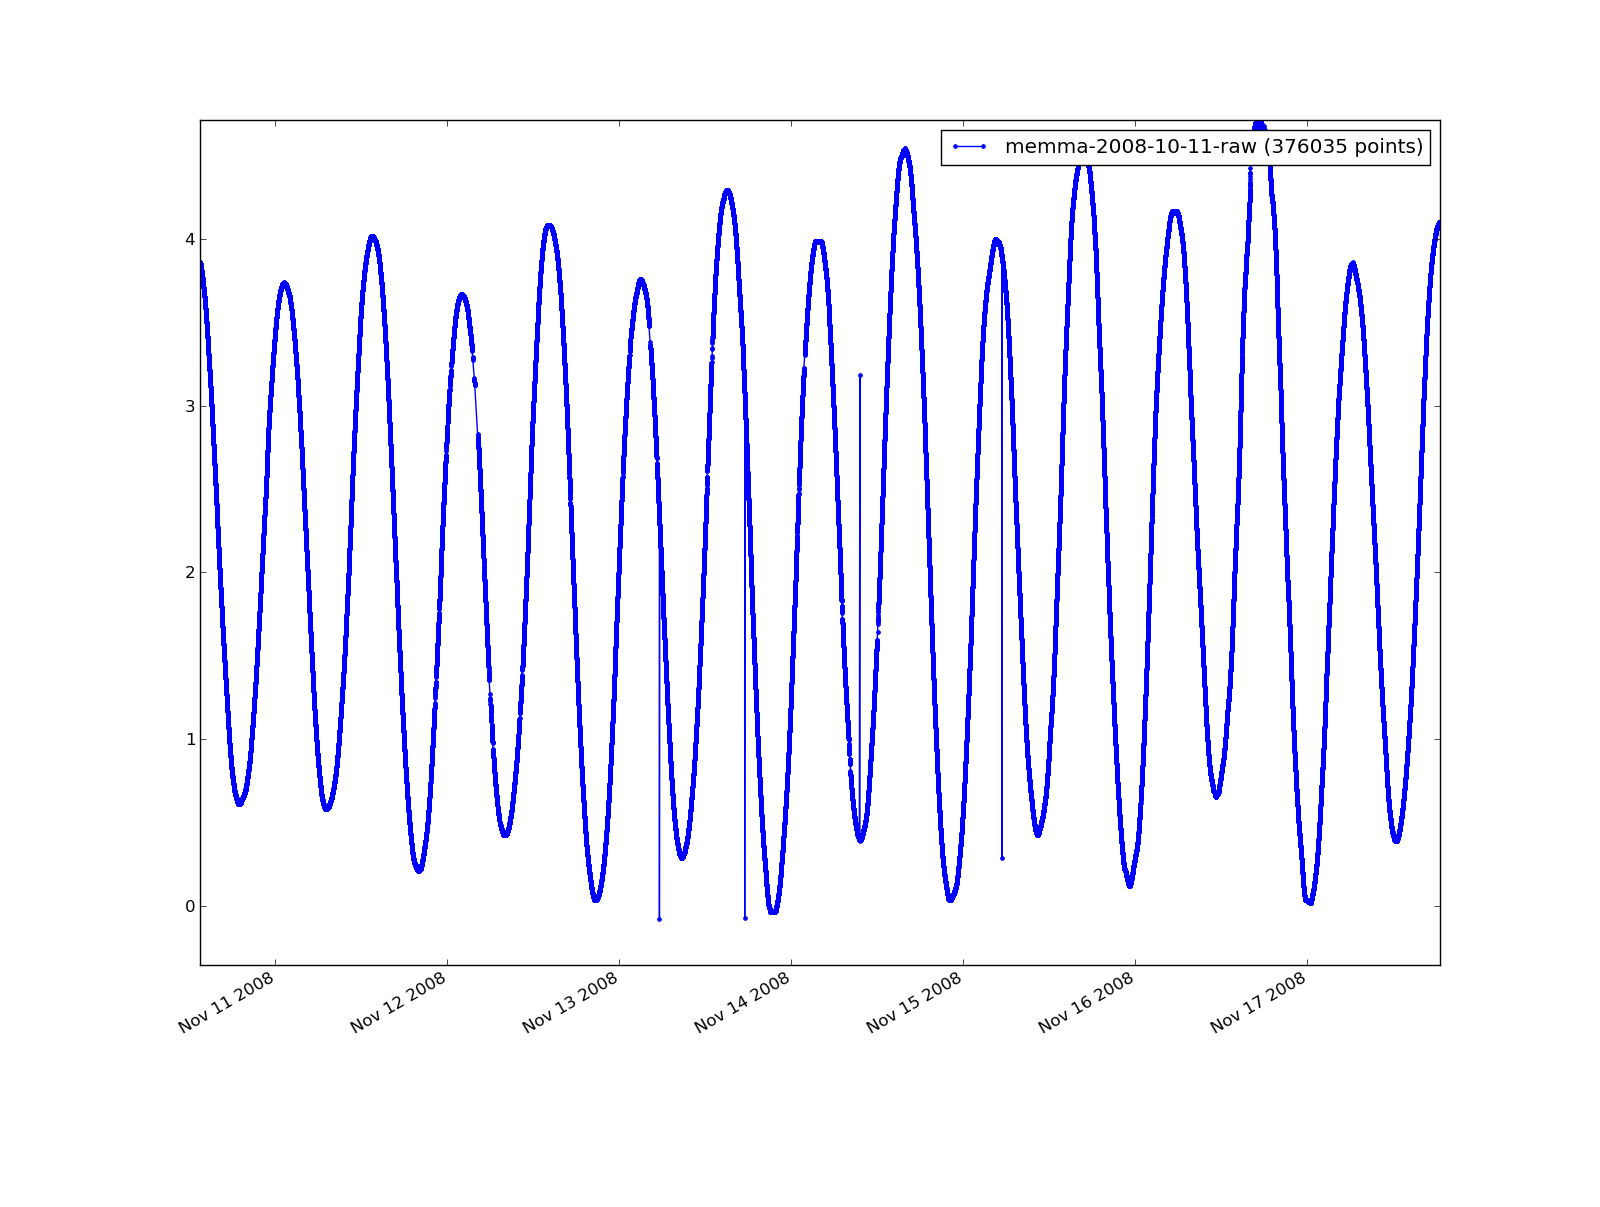 memma-2008-10-11-raw (376035 points)
4
3
2
1
0
Nov 11 2008
Nov 12 2008
Nov 13 2008
Nov 14 2008
Nov 15 2008
Nov 16 2008
Nov 17 2008